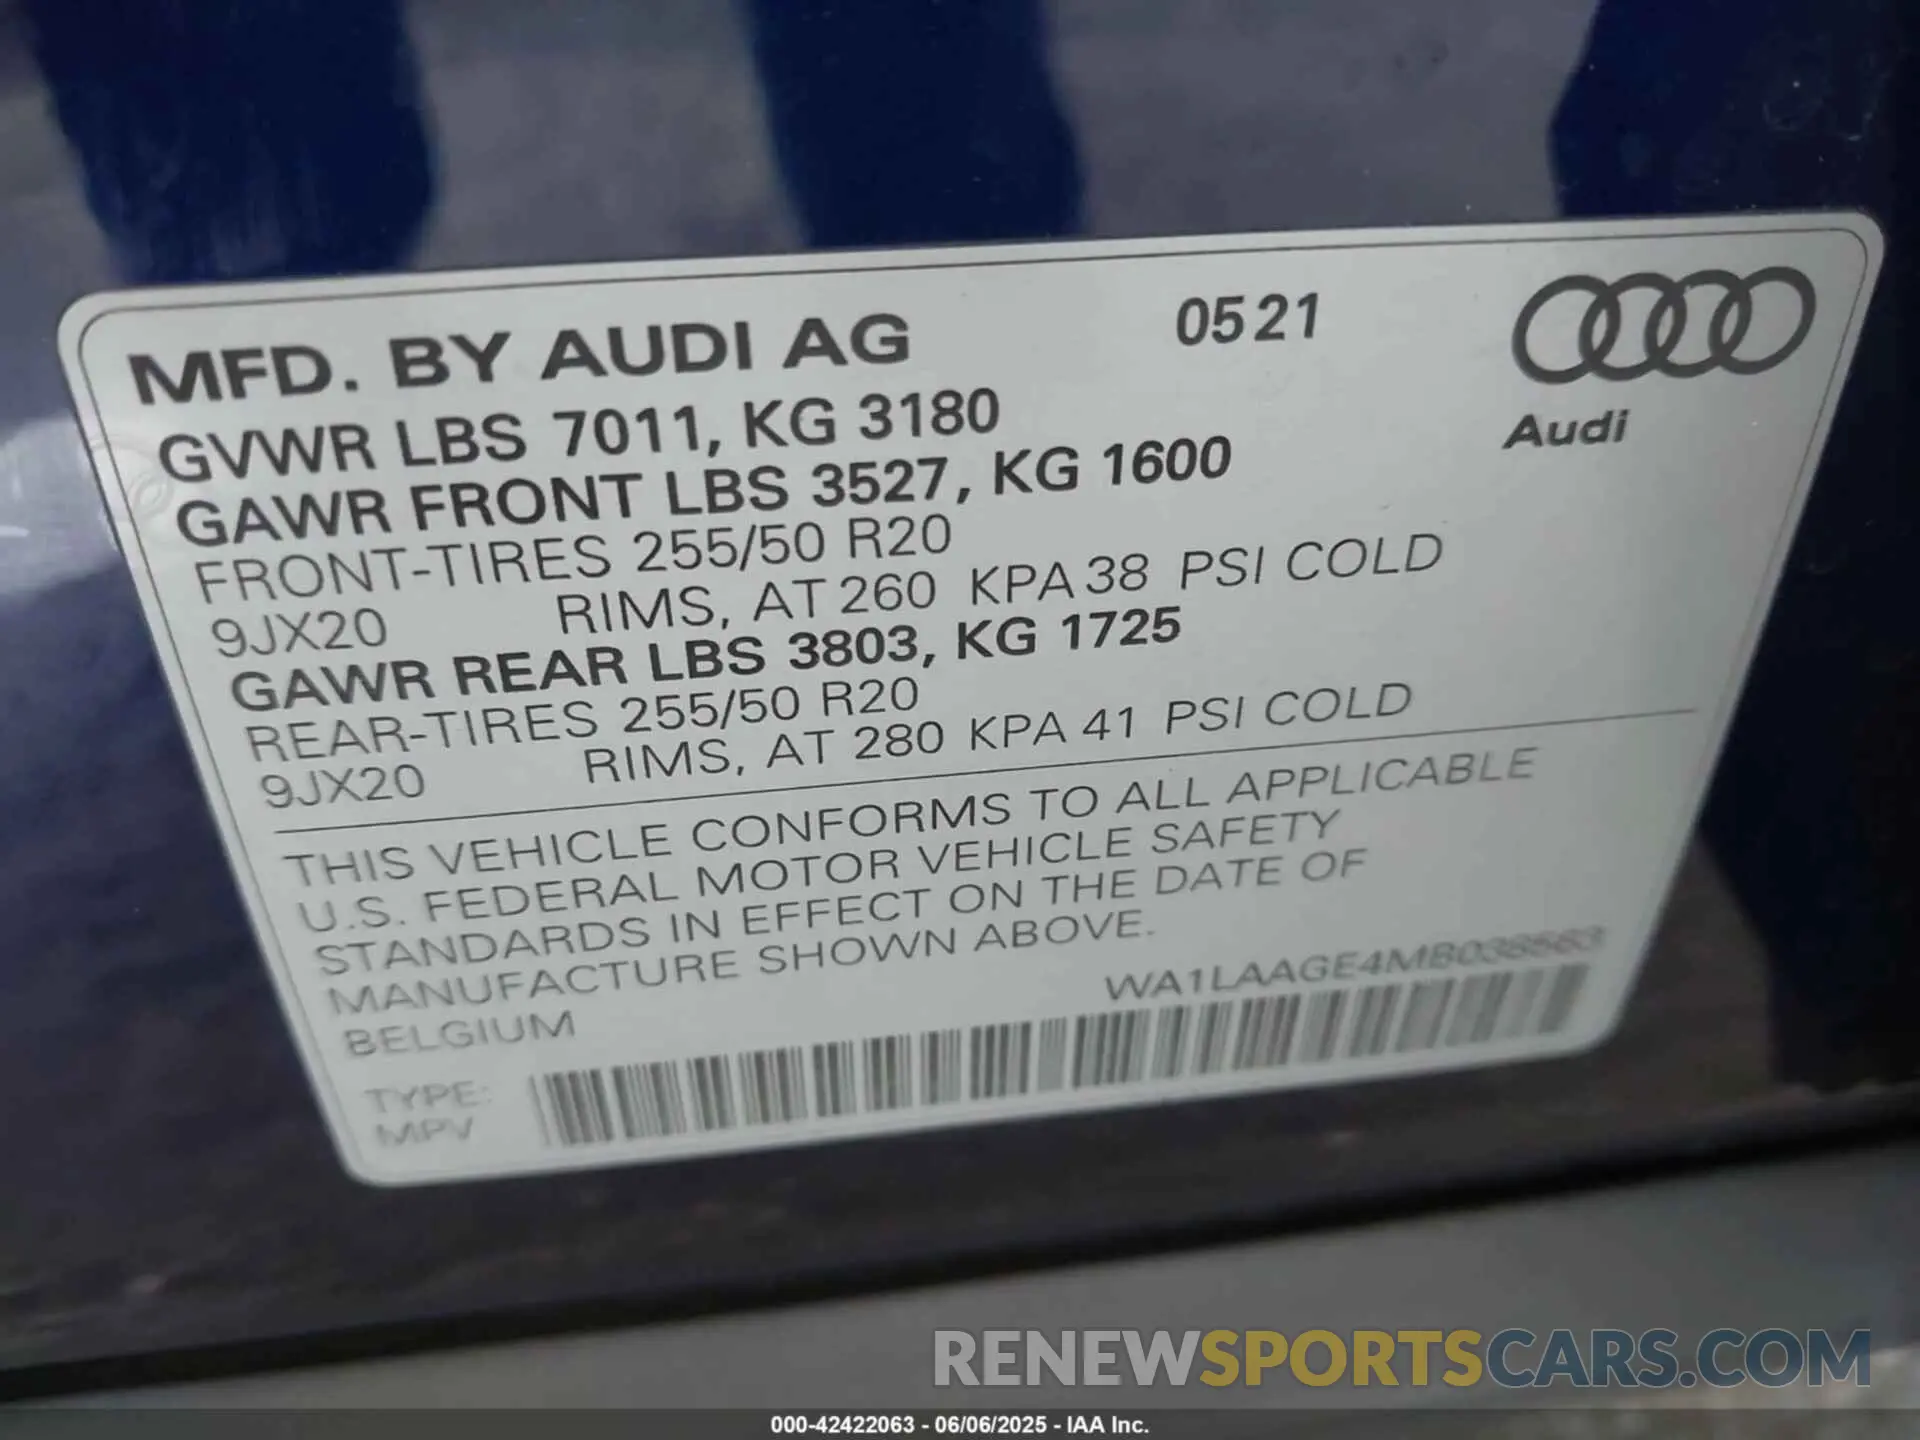 MFD. BY AUDI AG 0521
Audi
GVWR LBS 7011, KG 3180
GAWR FRONT LBS 3527, KG 1600
FRONT-TIRES 255/50 R20
9JX20 RIMS, AT 260 KPA 38 PSI COLD
GAWR REAR LBS 3803, KG 1725
REAR-TIRES 255/50 R20
9JX20 RIMS, AT 280 KPA 41 PSI COLD
THIS VEHICLE CONFORMS TO ALL APPLICABLE
U.S. FEDERAL MOTOR VEHICLE SAFETY
STANDARDS IN EFFECT ON THE DATE OF
MANUFACTURE SHOWN ABOVE.
BELGIUM
TYPE:
MPV
RENEWSPORTSCARS.COM
000-42422063 - 06/06/2025 - IAA Inc.